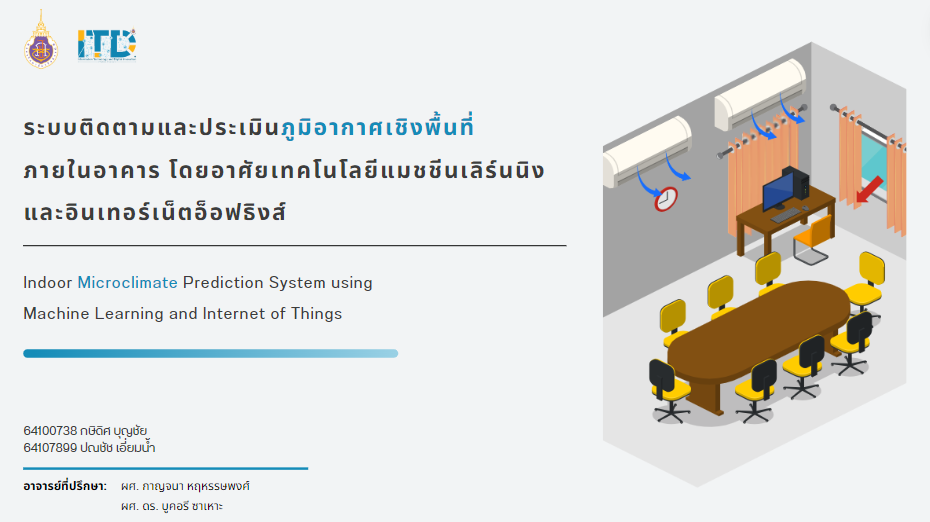 ITD
ระบบติดตามและประเมินภูมิอากาศเชิงพื้นที่
ภายในอาคาร โดยอาศัยเทคโนโลยีแมชชีนเลิร์นนิง
และอินเทอร์เน็ตอ็อฟธิงส์
Indoor Microclimate Prediction System using
Machine Learning and Internet of Things
64100738 กษิดิศ บุญชัย
64107899 ปณชัช เอี่ยมน้ำ
อาจารย์ที่ปรึกษา: ผศ. กาญจนา หฤหรรษพงศ์
ผศ. ดร. บูคอรี ซาเหาะ